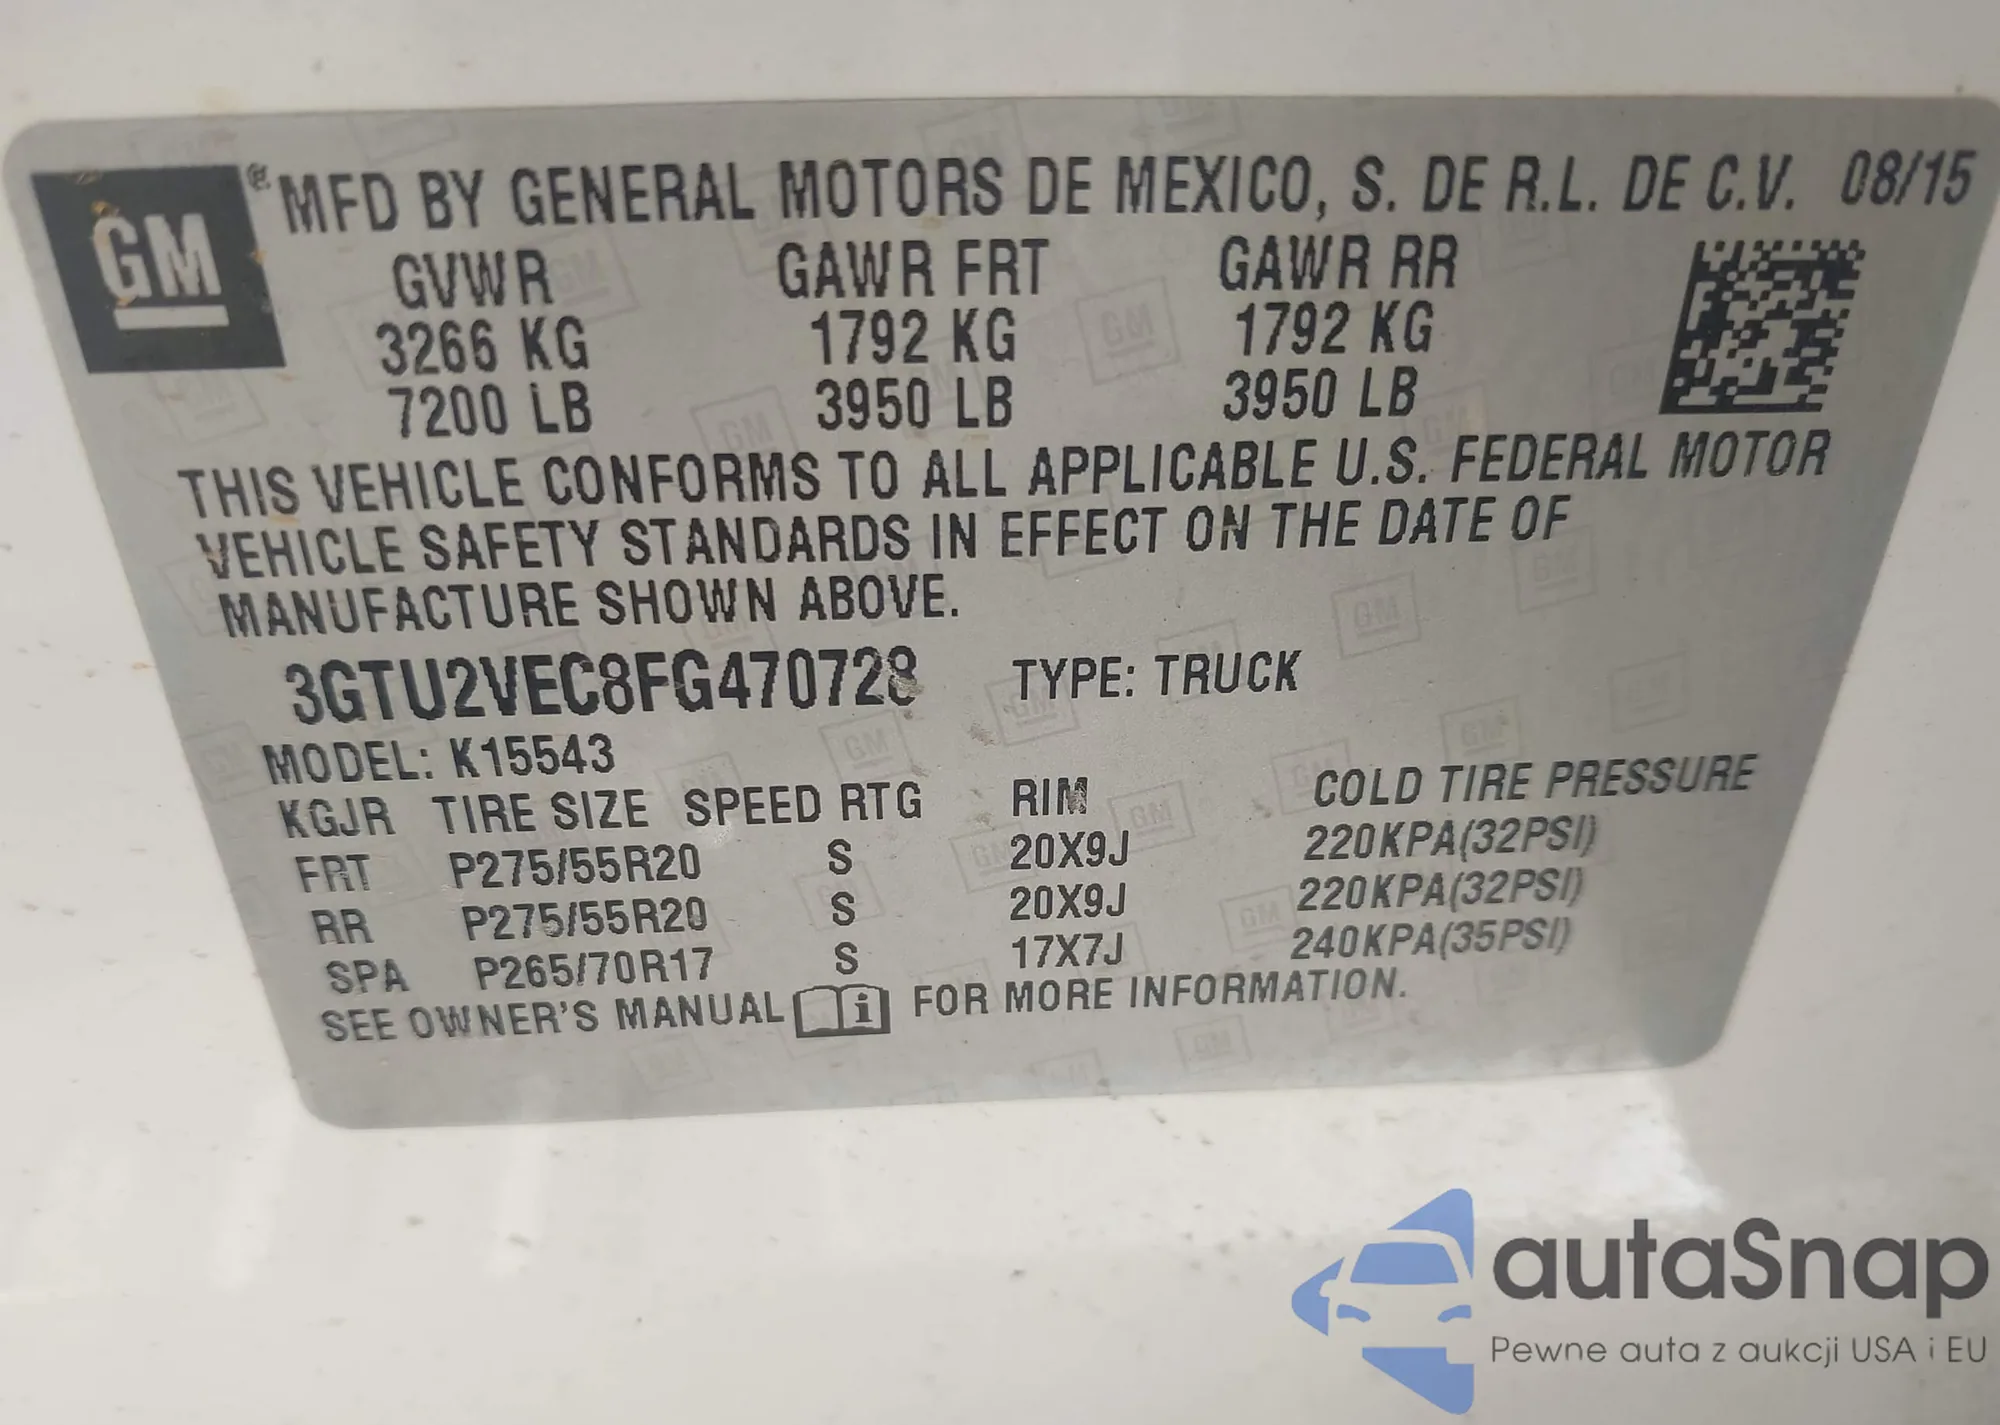 GM
MFD BY GENERAL MOTORS DE MEXICO, S. DE R.L. DE C.V. 08/15
GVWR GAWR FRT GAWR RR
3266 KG 1792 KG 1792 KG
7200 LB 3950 LB 3950 LB
THIS VEHICLE CONFORMS TO ALL APPLICABLE U.S. FEDERAL MOTOR
VEHICLE SAFETY STANDARDS IN EFFECT ON THE DATE OF
MANUFACTURE SHOWN ABOVE.
3GTU2VEC8FG470728 TYPE: TRUCK
MODEL: K15543
KGJR TIRE SIZE SPEED RTG RIM COLD TIRE PRESSURE
FRT P275/55R20 S 20X9J 220KPA(32PSI)
RR P275/55R20 S 20X9J 220KPA(32PSI)
SPA P265/70R17 S 17X7J 240KPA(35PSI)
SEE OWNER'S MANUAL i FOR MORE INFORMATION.
autaSnap
Pewne auta z aukcji USA i EU